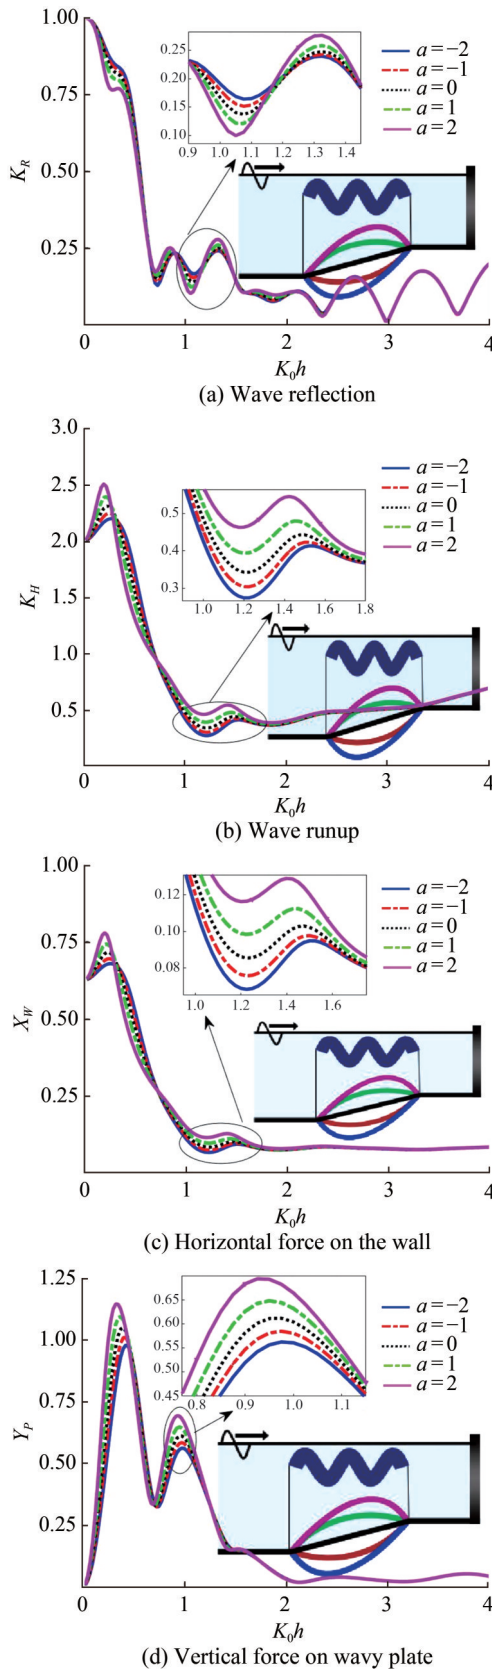 1.00
0.75
0.50
0.25
K_R
0.25
0.20
0.15
0.10
0.9 1.0 1.1 1.2 1.3 1.4
a=−2
a=−1
a=0
a=1
a=2
0 1 2 3 4
K_0h
(a) Wave reflection
3.0
2.5
2.0
1.5
1.0
0.5
K_H
0.5
0.4
0.3
1.0 1.2 1.4 1.6 1.8
a=−2
a=−1
a=0
a=1
a=2
0 1 2 3 4
K_0h
(b) Wave runup
1.00
0.75
0.50
0.25
X_W
0.12
0.10
0.08
1.0 1.2 1.4 1.6
a=−2
a=−1
a=0
a=1
a=2
0 1 2 3 4
K_0h
(c) Horizontal force on the wall
1.25
1.00
0.75
0.50
0.25
0
Y_P
0.65
0.60
0.55
0.50
0.45
0.8 0.9 1.0 1.1
a=−2
a=−1
a=0
a=1
a=2
0 1 2 3 4
K_0h
(d) Vertical force on wavy plate